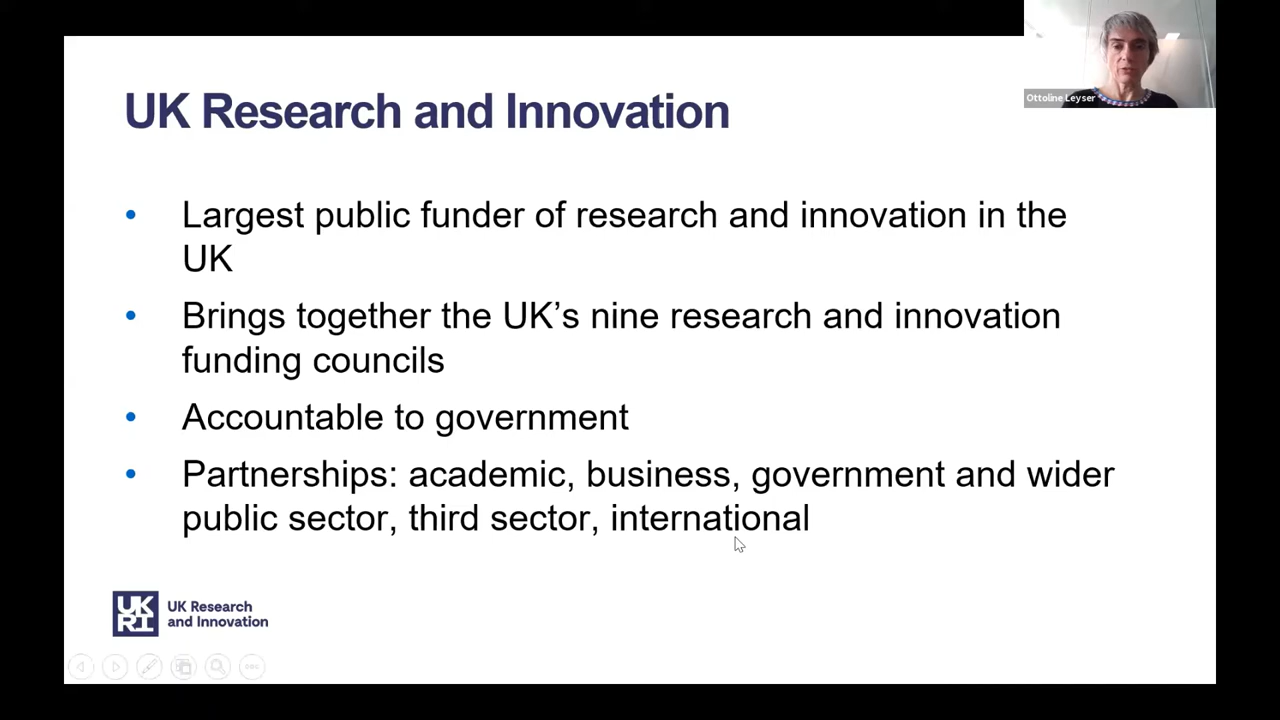 Ottoline Leyser
UK Research and Innovation
• Largest public funder of research and innovation in the
UK
• Brings together the UK’s nine research and innovation
funding councils
• Accountable to government
• Partnerships: academic, business, government and wider
public sector, third sector, international
UK
RI
UK Research
and Innovation